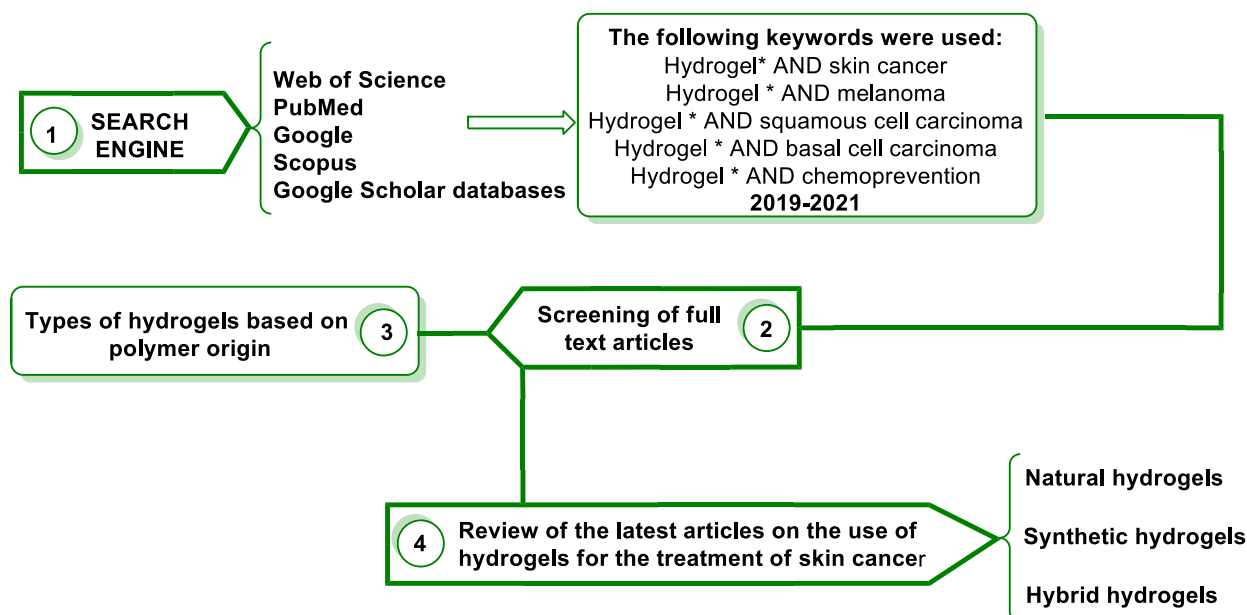 1
SEARCH
ENGINE
Web of Science
PubMed
Google
Scopus
Google Scholar databases
The following keywords were used:
Hydrogel* AND skin cancer
Hydrogel * AND melanoma
Hydrogel * AND squamous cell carcinoma
Hydrogel * AND basal cell carcinoma
Hydrogel * AND chemoprevention
2019-2021
Screening of full
text articles
2
Types of hydrogels based on
polymer origin
3
4
Review of the latest articles on the use of
hydrogels for the treatment of skin cancer
Natural hydrogels
Synthetic hydrogels
Hybrid hydrogels